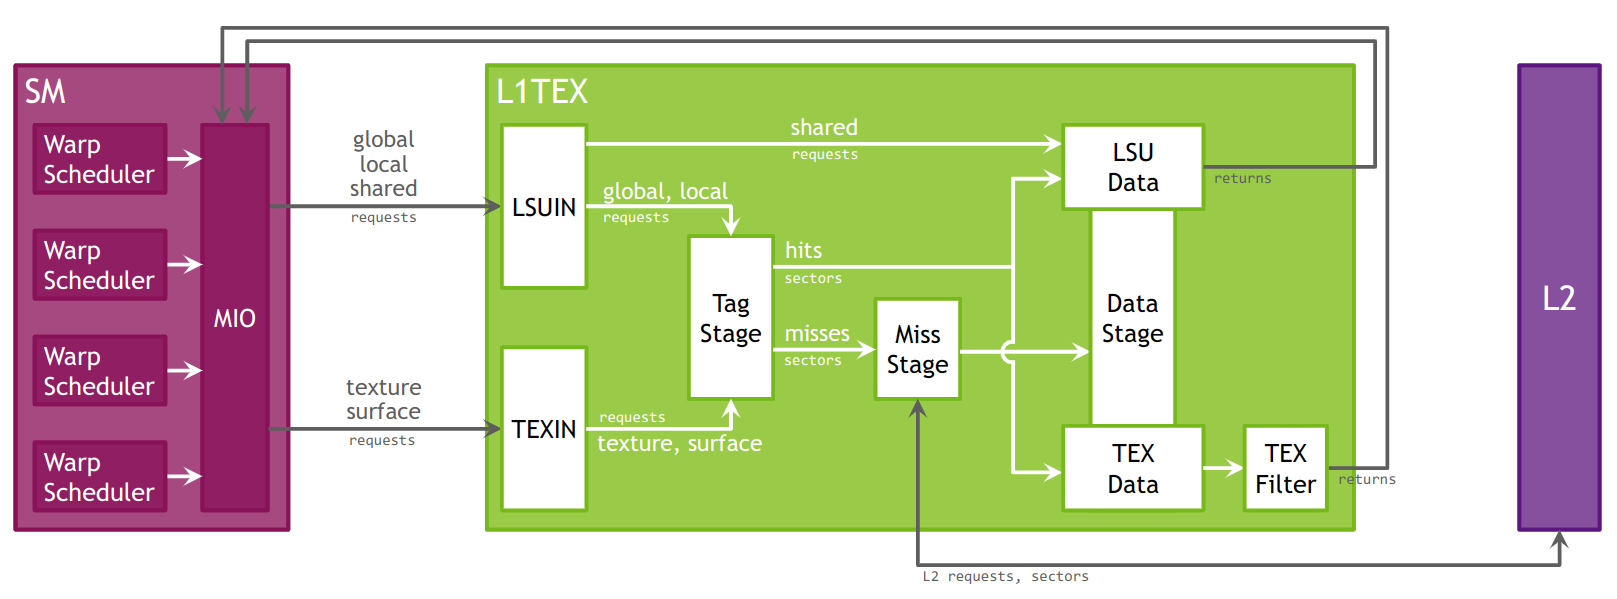 SM
Warp
Scheduler
Warp
Scheduler
Warp
Scheduler
Warp
Scheduler
MIO
global
local
shared
requests
texture
surface
requests
L1TEX
LSUIN
TEXIN
shared
requests
global, local
requests
requests
texture, surface
Tag
Stage
hits
sectors
misses
sectors
Miss
Stage
LSU
Data
Data
Stage
TEX
Data
TEX
Filter
returns
returns
L2 requests, sectors
L2